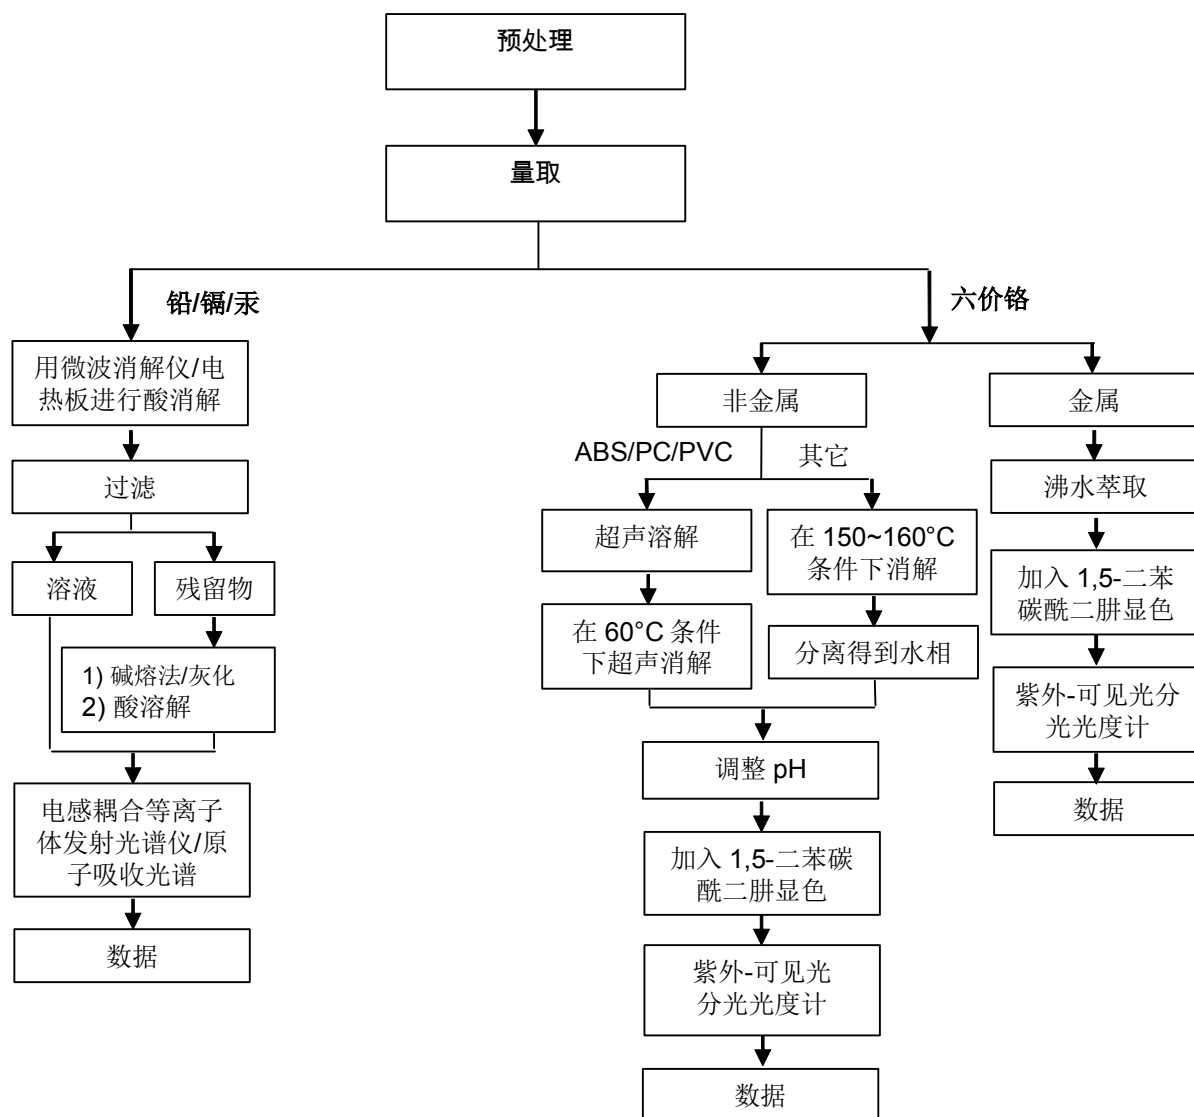 预处理
量取
铅/镉/汞
六价铬
用微波消解仪/电
热板进行酸消解
过滤
溶液
残留物
1) 碱熔法/灰化
2) 酸溶解
电感耦合等离子
体发射光谱仪/原
子吸收光谱
数据
非金属
ABS/PC/PVC
其它
超声溶解
在 60°C 条件
下超声消解
在 150~160°C
条件下消解
分离得到水相
调整 pH
加入 1,5-二苯碳
酰二肼显色
紫外-可见光
分光光度计
数据
金属
沸水萃取
加入 1,5-二苯
碳酰二肼显色
紫外-可见光分
光光度计
数据